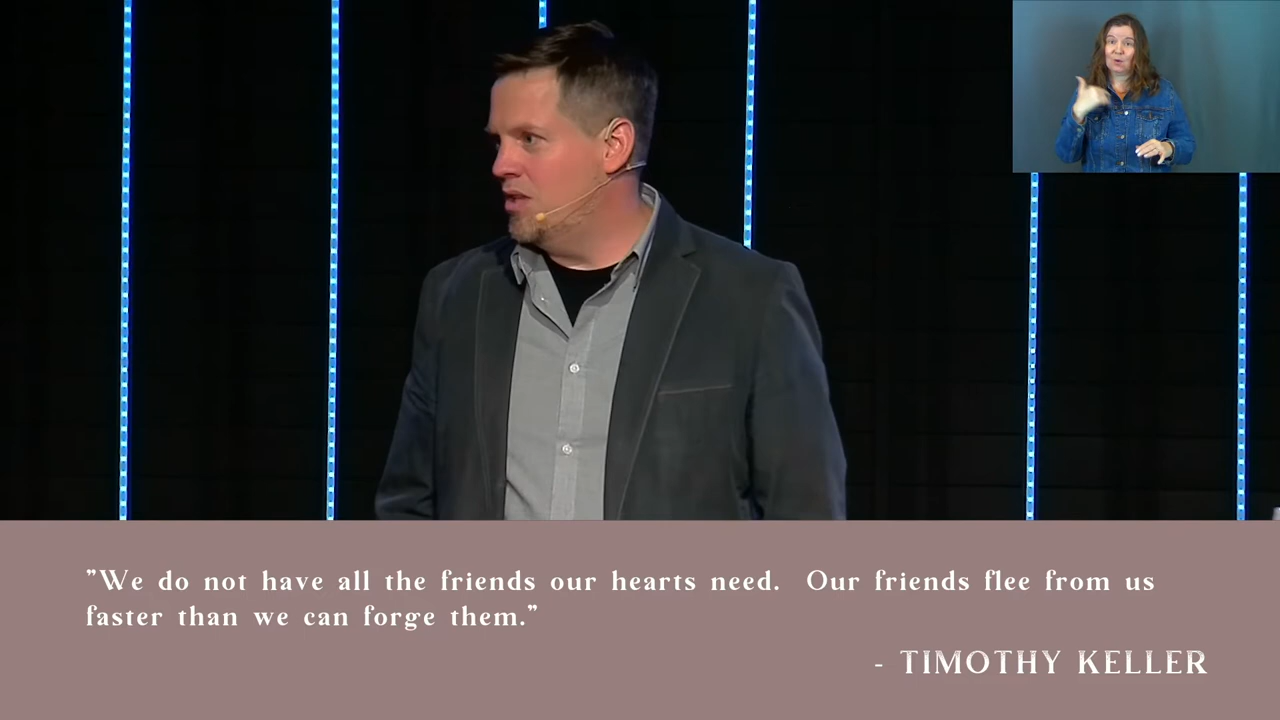 "We do not have all the friends our hearts need. Our friends flee from us
faster than we can forge them."
- TIMOTHY KELLER